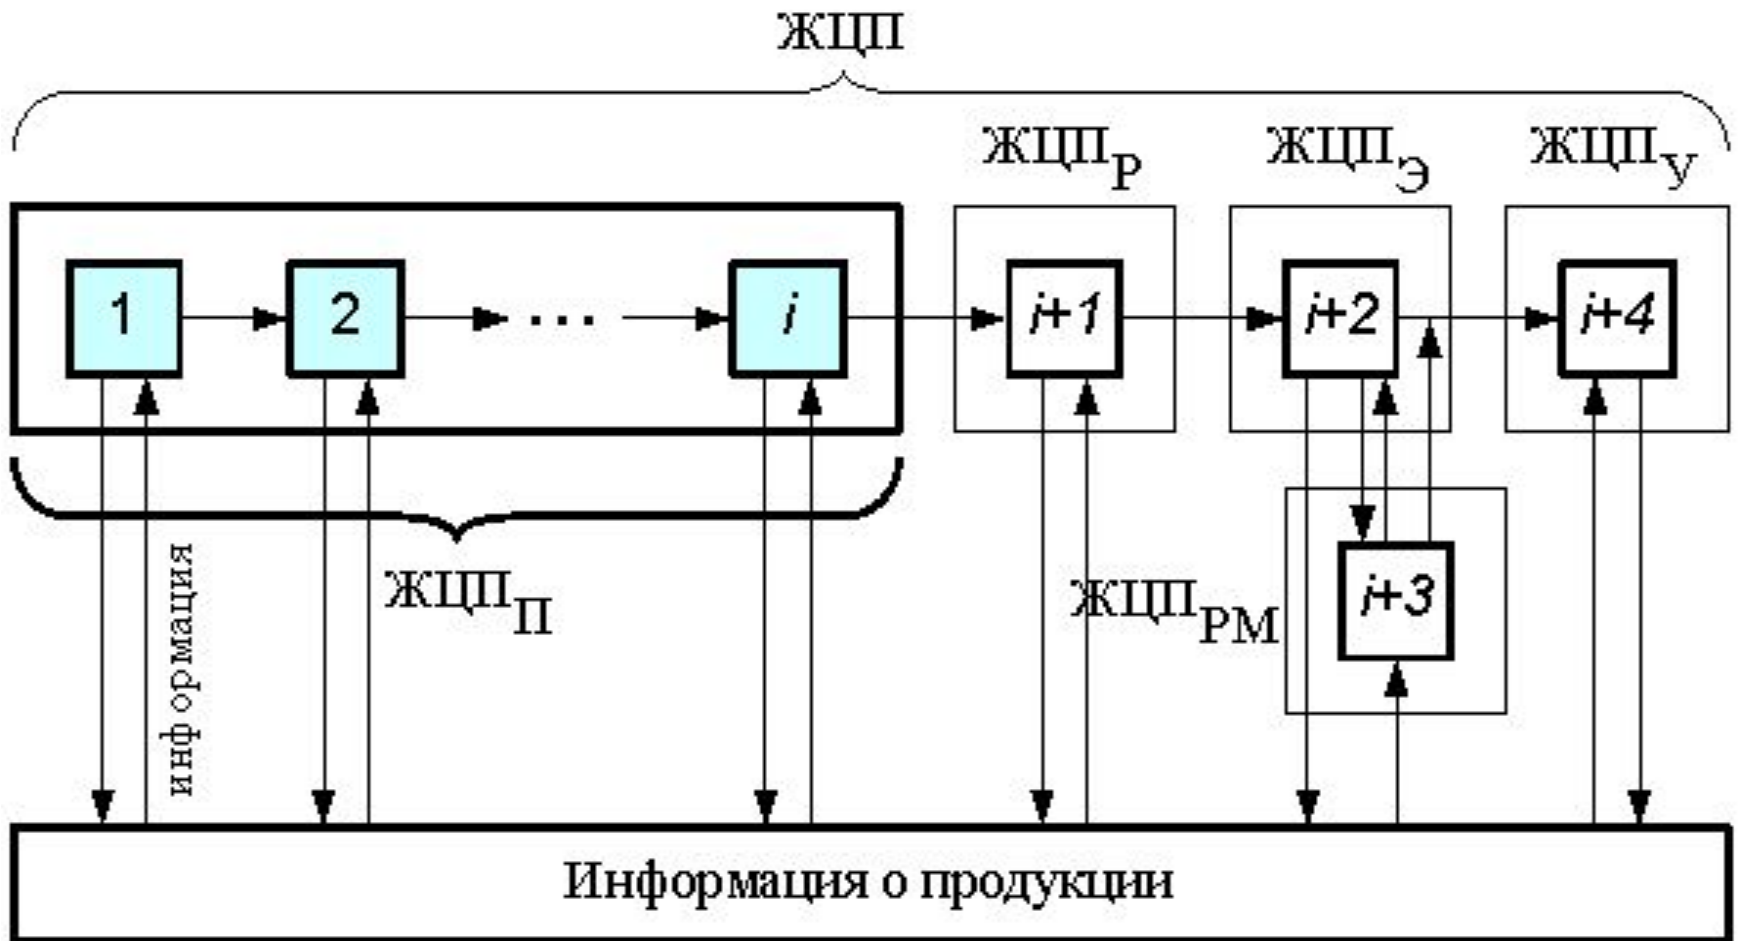 ЖЦП
ЖЦПР
ЖЦПЭ
ЖЦПУ
1
2
...
i
i+1
i+2
i+4
информация
ЖЦПП
ЖЦПРМ
i+3
Информация о продукции